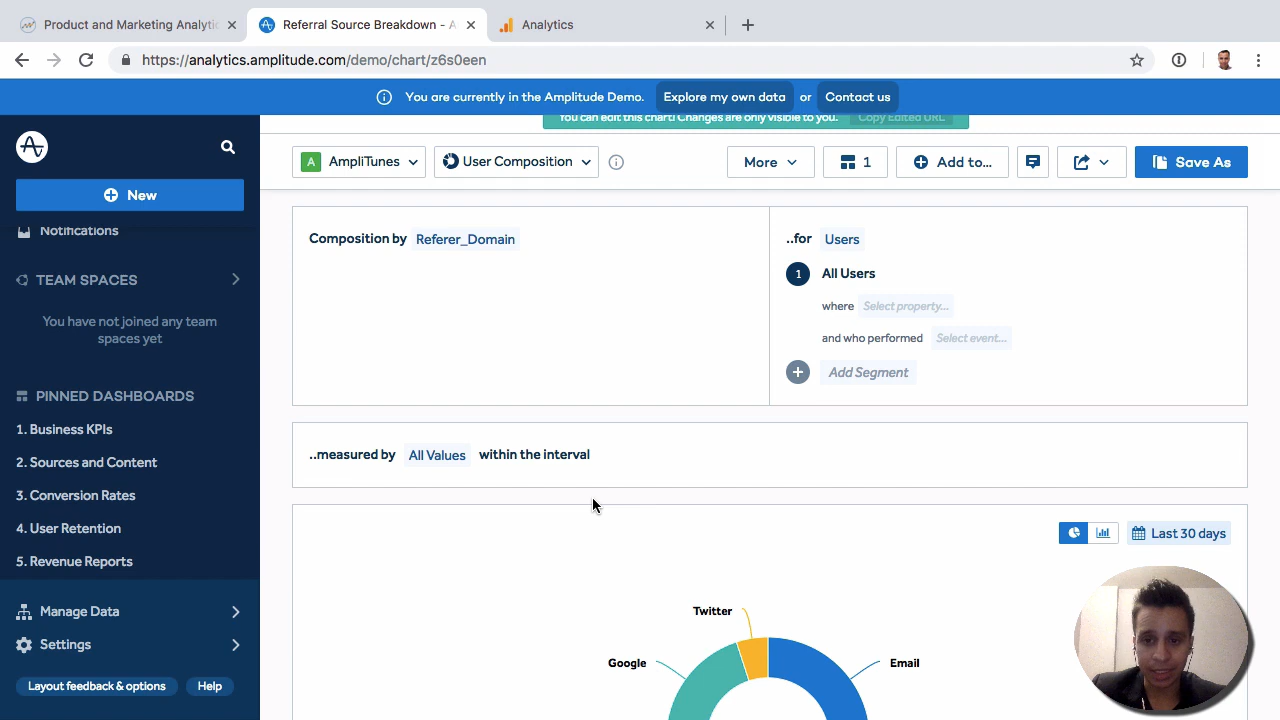 Product and Marketing Analytic
Referral Source Breakdown - A
Analytics
https://analytics.amplitude.com/demo/chart/z6s0een
You are currently in the Amplitude Demo. Explore my own data or Contact us
You can edit this chart! Changes are only visible to you. Copy Edited URL
A AmpliTunes
User Composition
More
1
Add to...
Save As
New
Notifications
TEAM SPACES
You have not joined any team
spaces yet
PINNED DASHBOARDS
1. Business KPIs
2. Sources and Content
3. Conversion Rates
4. User Retention
5. Revenue Reports
Manage Data
Settings
Layout feedback & options
Help
Composition by Referer_Domain
..for Users
1 All Users
where Select property...
and who performed Select event...
Add Segment
..measured by All Values within the interval
Last 30 days
Twitter
Google
Email